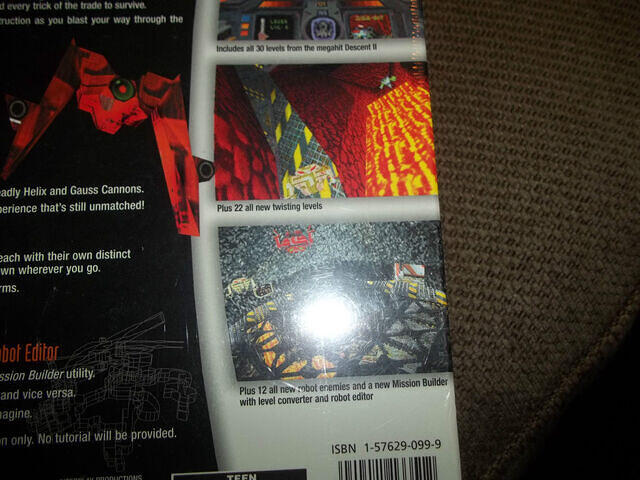 d every trick of the trade to survive.
truction as you blast your way through the
Includes all 30 levels from the megahit Descent II
eadly Helix and Gauss Cannons.
perience that's still unmatched!
Plus 22 all new twisting levels
each with their own distinct
wn wherever you go.
rms.
obot Editor
ission Builder utility.
and vice versa.
magine.
n only. No tutorial will be provided.
Plus 12 all new robot enemies and a new Mission Builder
with level converter and robot editor
ISBN 1-57629-099-9
PRODUCTIONS
TEEN